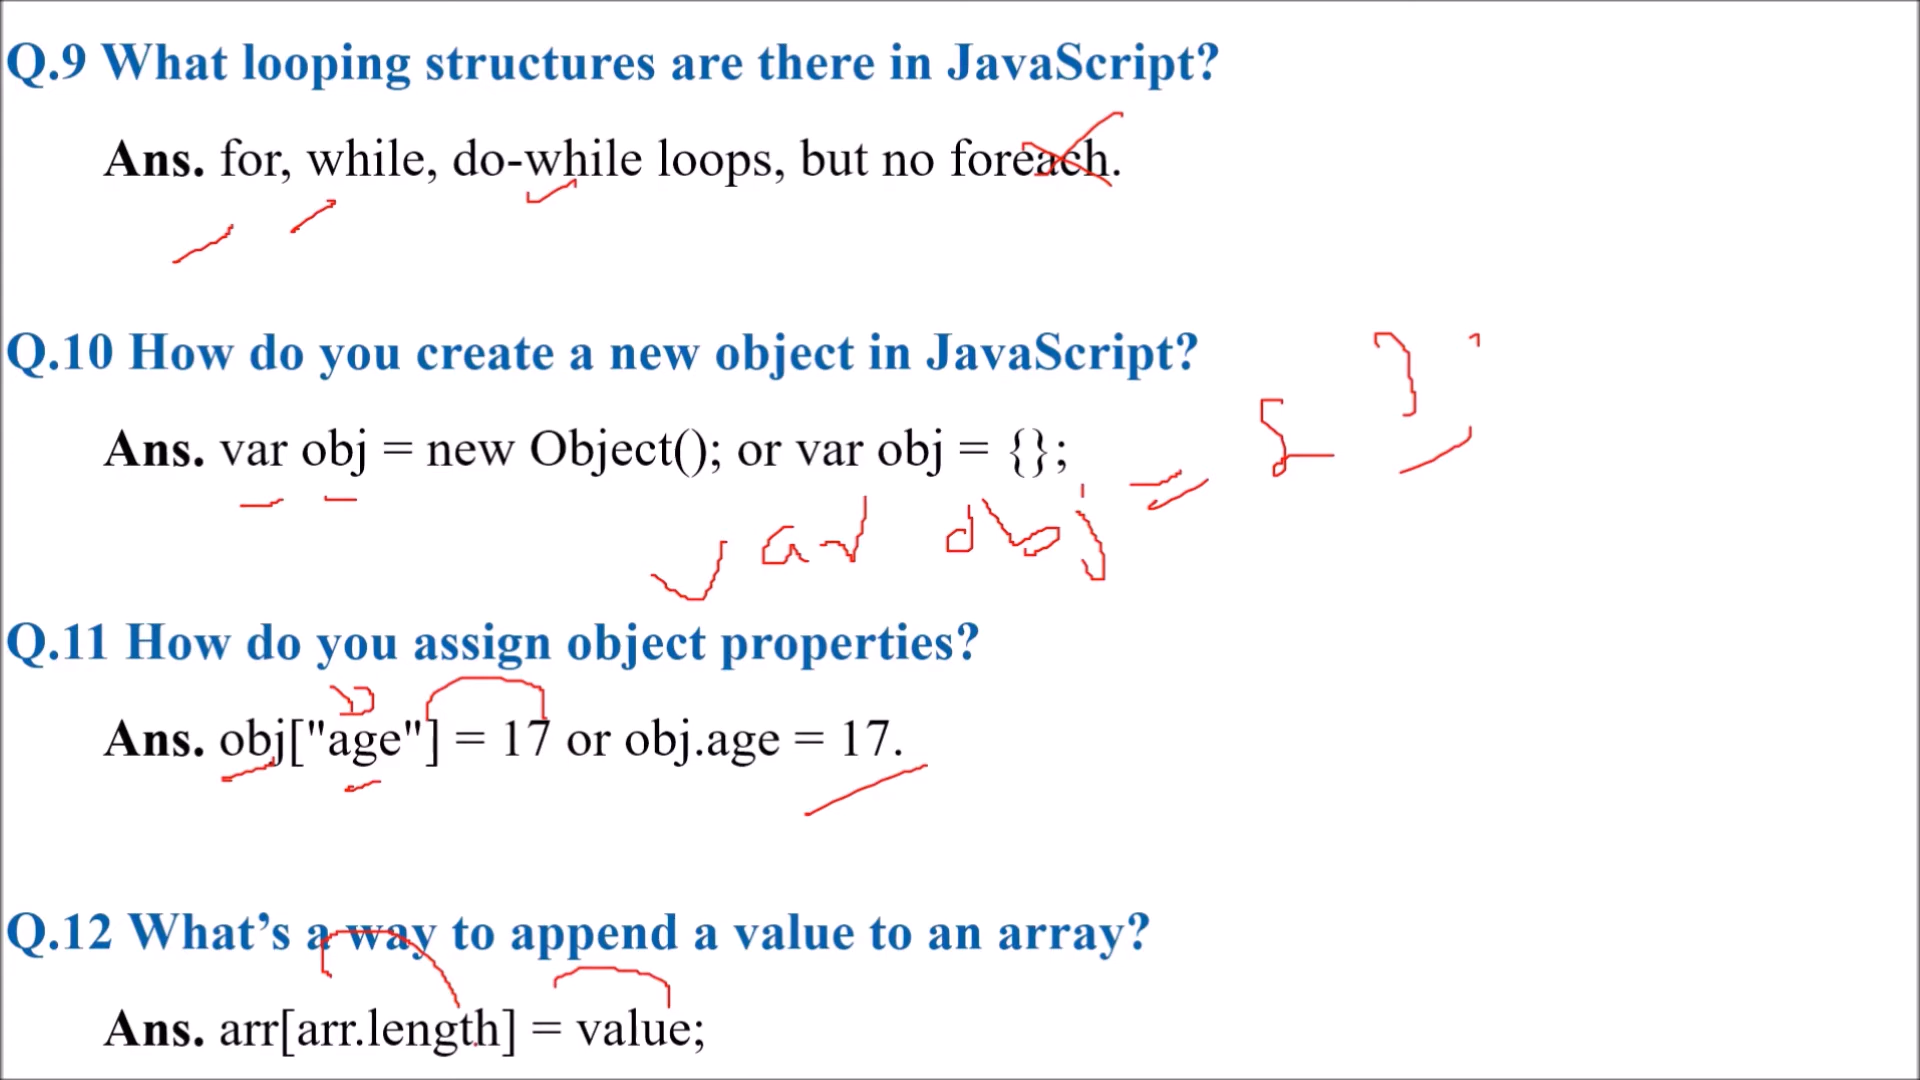 Q.9 What looping structures are there in JavaScript?
Ans. for, while, do-while loops, but no foreach.
Q.10 How do you create a new object in JavaScript?
Ans. var obj = new Object(); or var obj = {};
var obj = { };
Q.11 How do you assign object properties?
Ans. obj["age"] = 17 or obj.age = 17.
Q.12 What’s a way to append a value to an array?
Ans. arr[arr.length] = value;